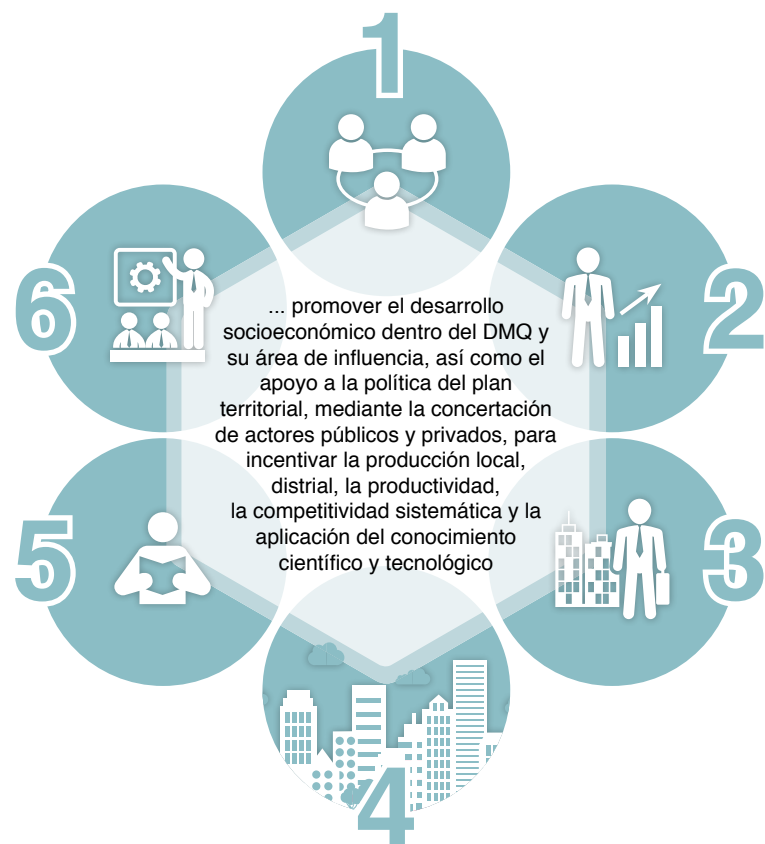 1
2
3
4
5
6
... promover el desarrollo
socioeconómico dentro del DMQ y
su área de influencia, así como el
apoyo a la política del plan
territorial, mediante la concertación
de actores públicos y privados, para
incentivar la producción local,
distrial, la productividad,
la competitividad sistemática y la
aplicación del conocimiento
científico y tecnológico